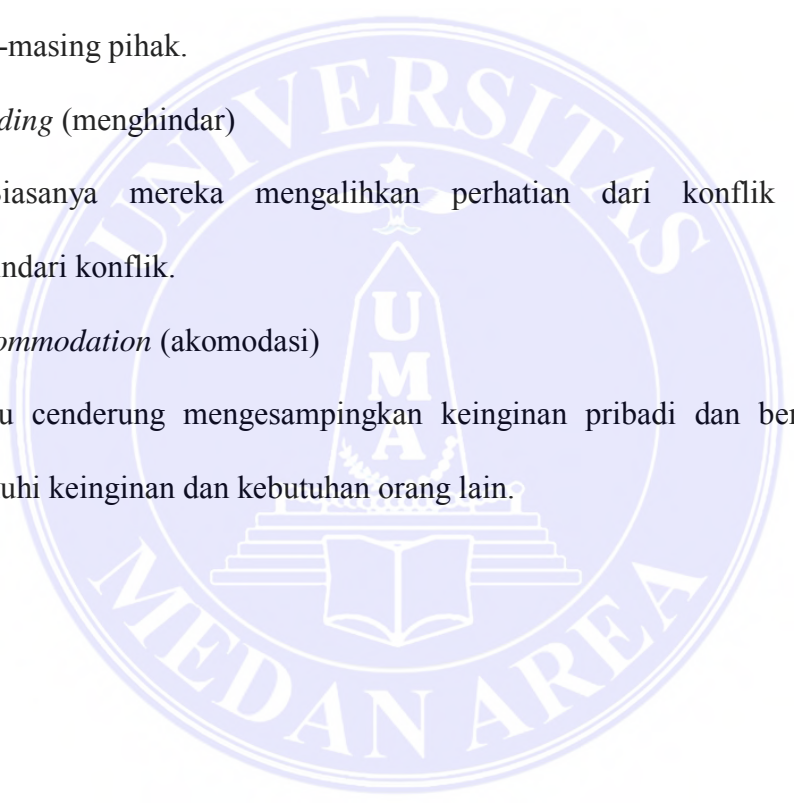 -masing pihak.
ding (menghindar)
iasanya mereka mengalihkan perhatian dari konflik
ndari konflik.
ommodation (akomodasi)
u cenderung mengesampingkan keinginan pribadi dan ber
uhi keinginan dan kebutuhan orang lain.
UNIVERSITAS
UMA
MEDAN AREA